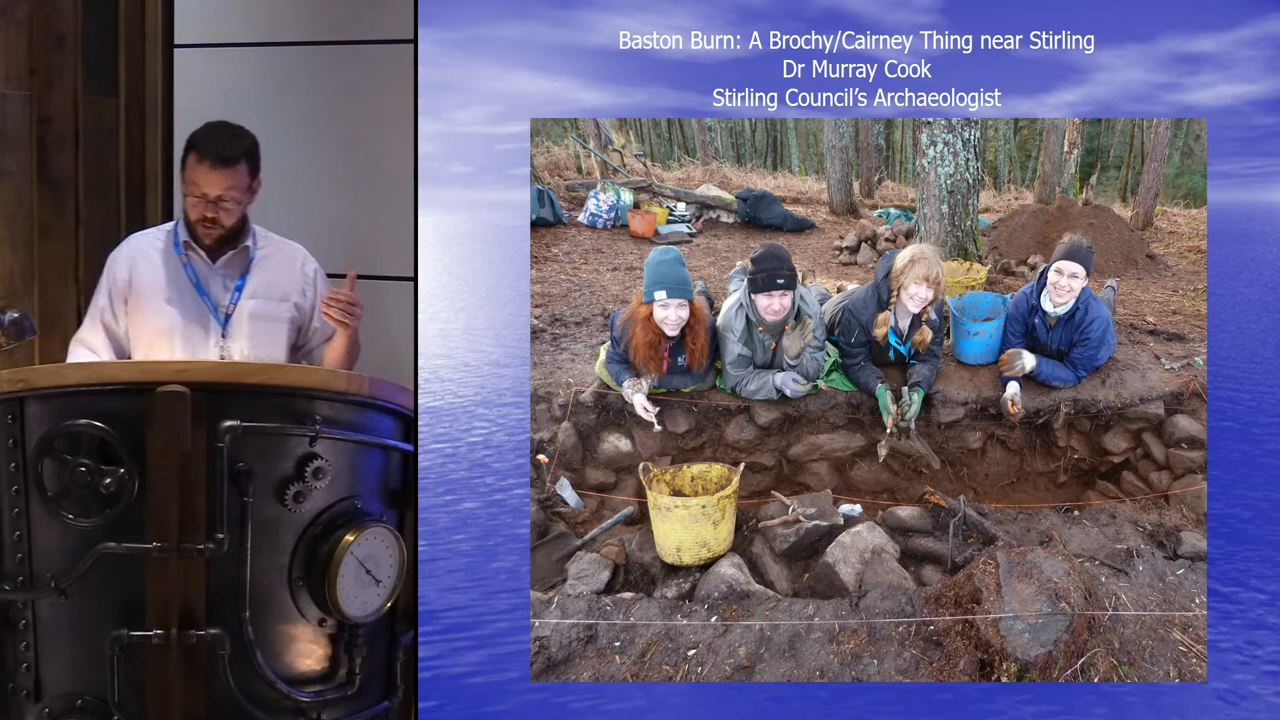 Baston Burn: A Brochy/Cairney Thing near Stirling
Dr Murray Cook
Stirling Council’s Archaeologist